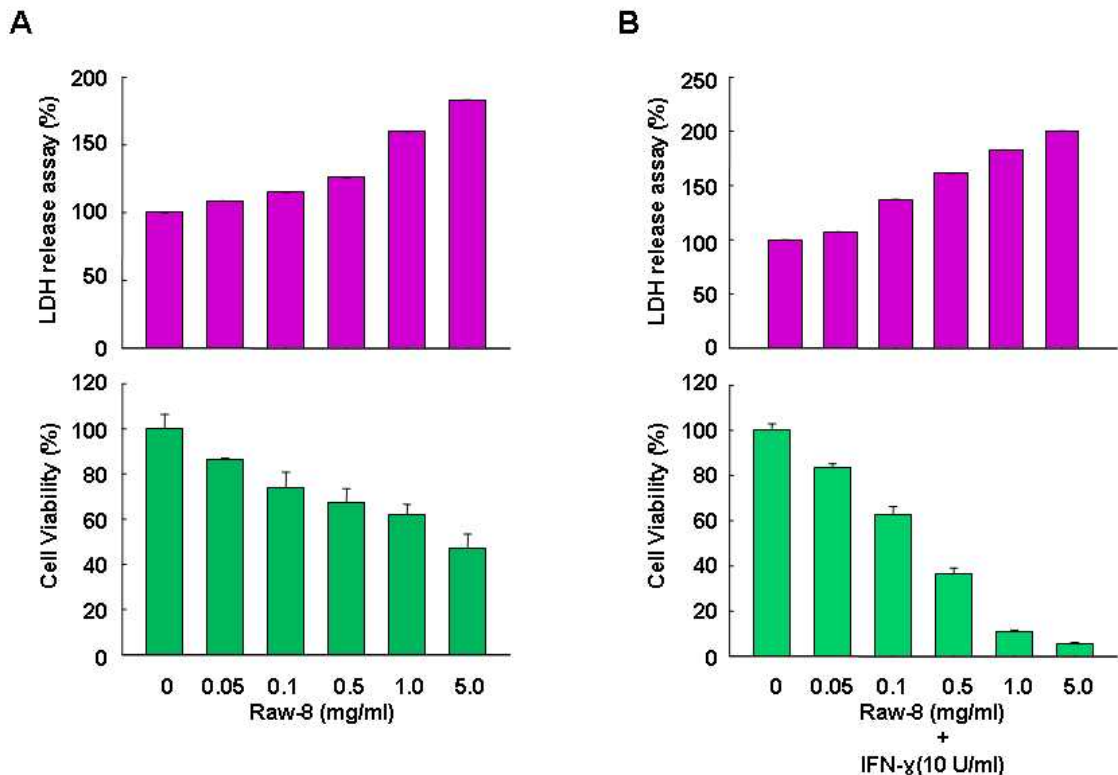 A
LDH release assay (%)
200
150
100
50
0
Cell Viability (%)
120
100
80
60
40
20
0
0 0.05 0.1 0.5 1.0 5.0
Raw-8 (mg/ml)
B
LDH release assay (%)
250
200
150
100
50
0
Cell Viability (%)
120
100
80
60
40
20
0
0 0.05 0.1 0.5 1.0 5.0
Raw-8 (mg/ml)
+
IFN-ɣ(10 U/ml)